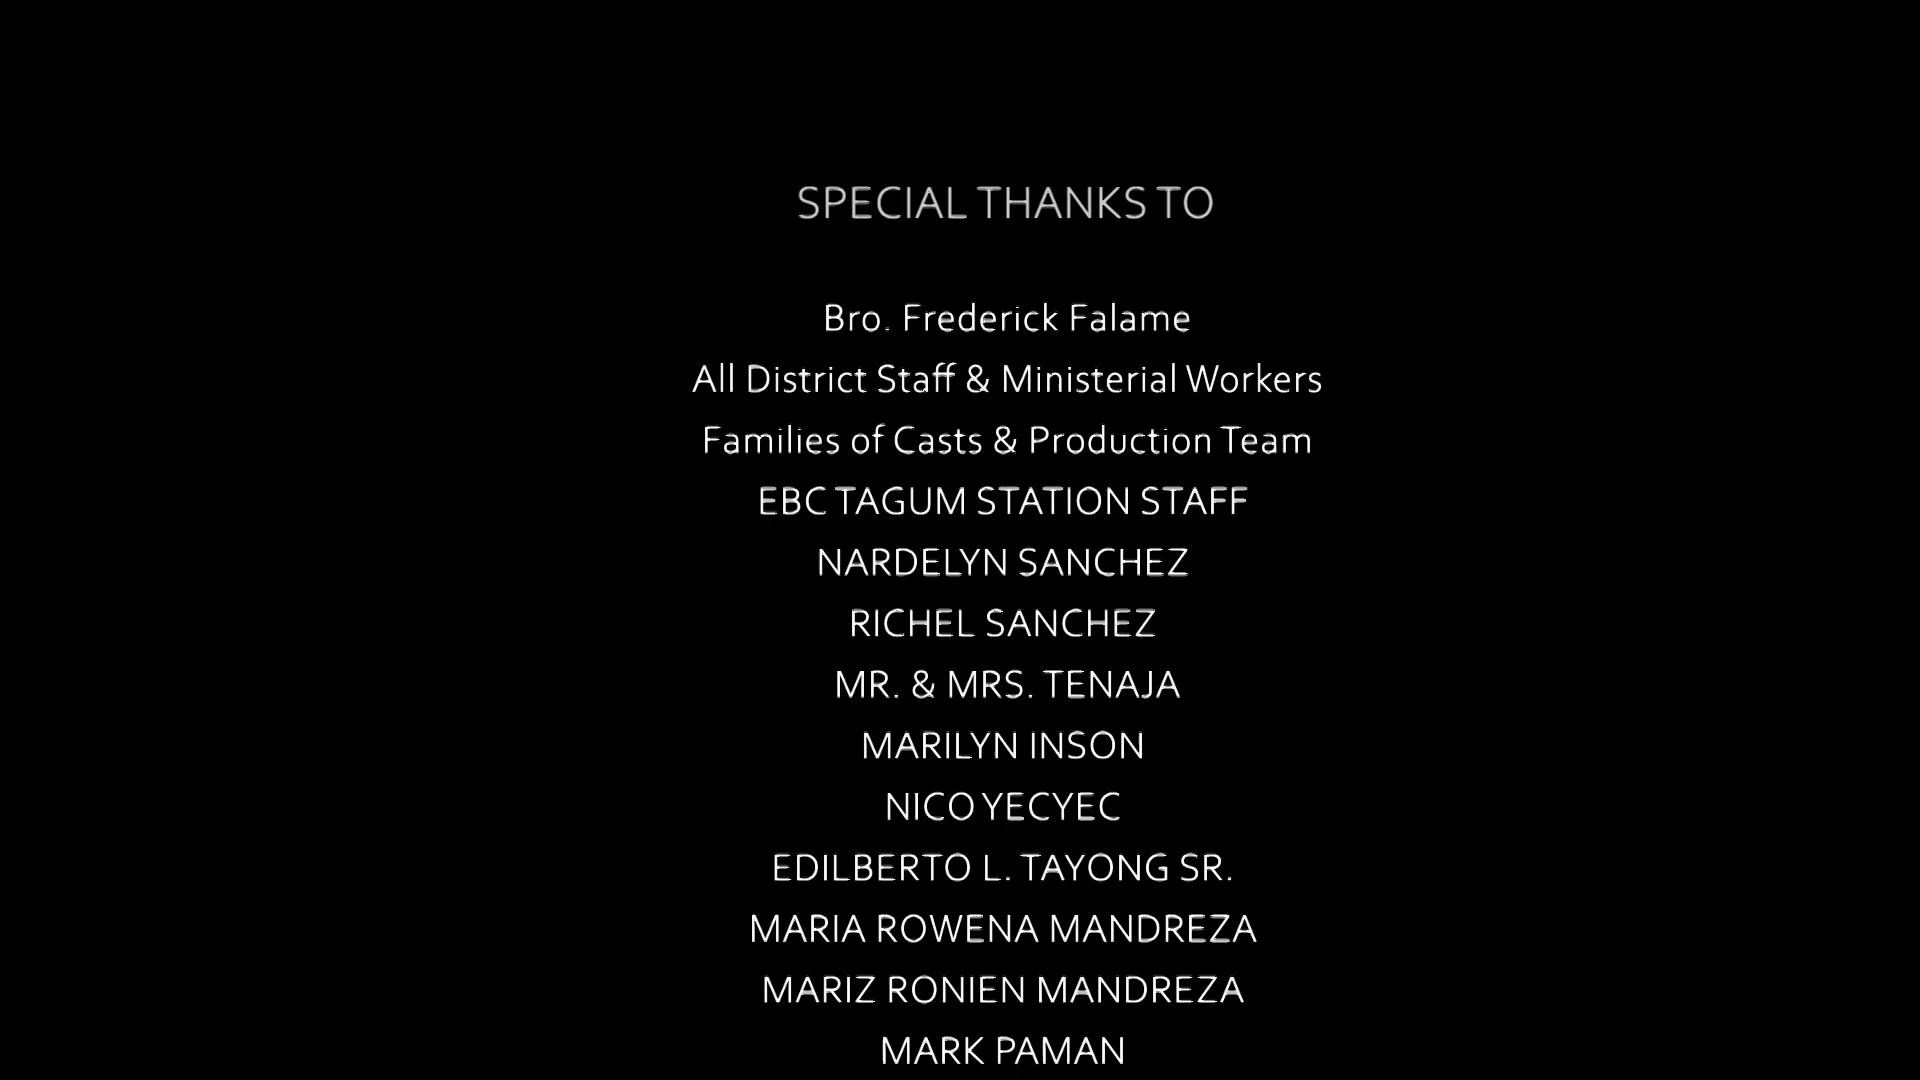 SPECIAL THANKS TO
Bro. Frederick Falame
All District Staff & Ministerial Workers
Families of Casts & Production Team
EBC TAGUM STATION STAFF
NARDELYN SANCHEZ
RICHEL SANCHEZ
MR. & MRS. TENAJA
MARILYN INSON
NICO YECYEC
EDILBERTO L. TAYONG SR.
MARIA ROWENA MANDREZA
MARIZ RONIEN MANDREZA
MARK PAMAN